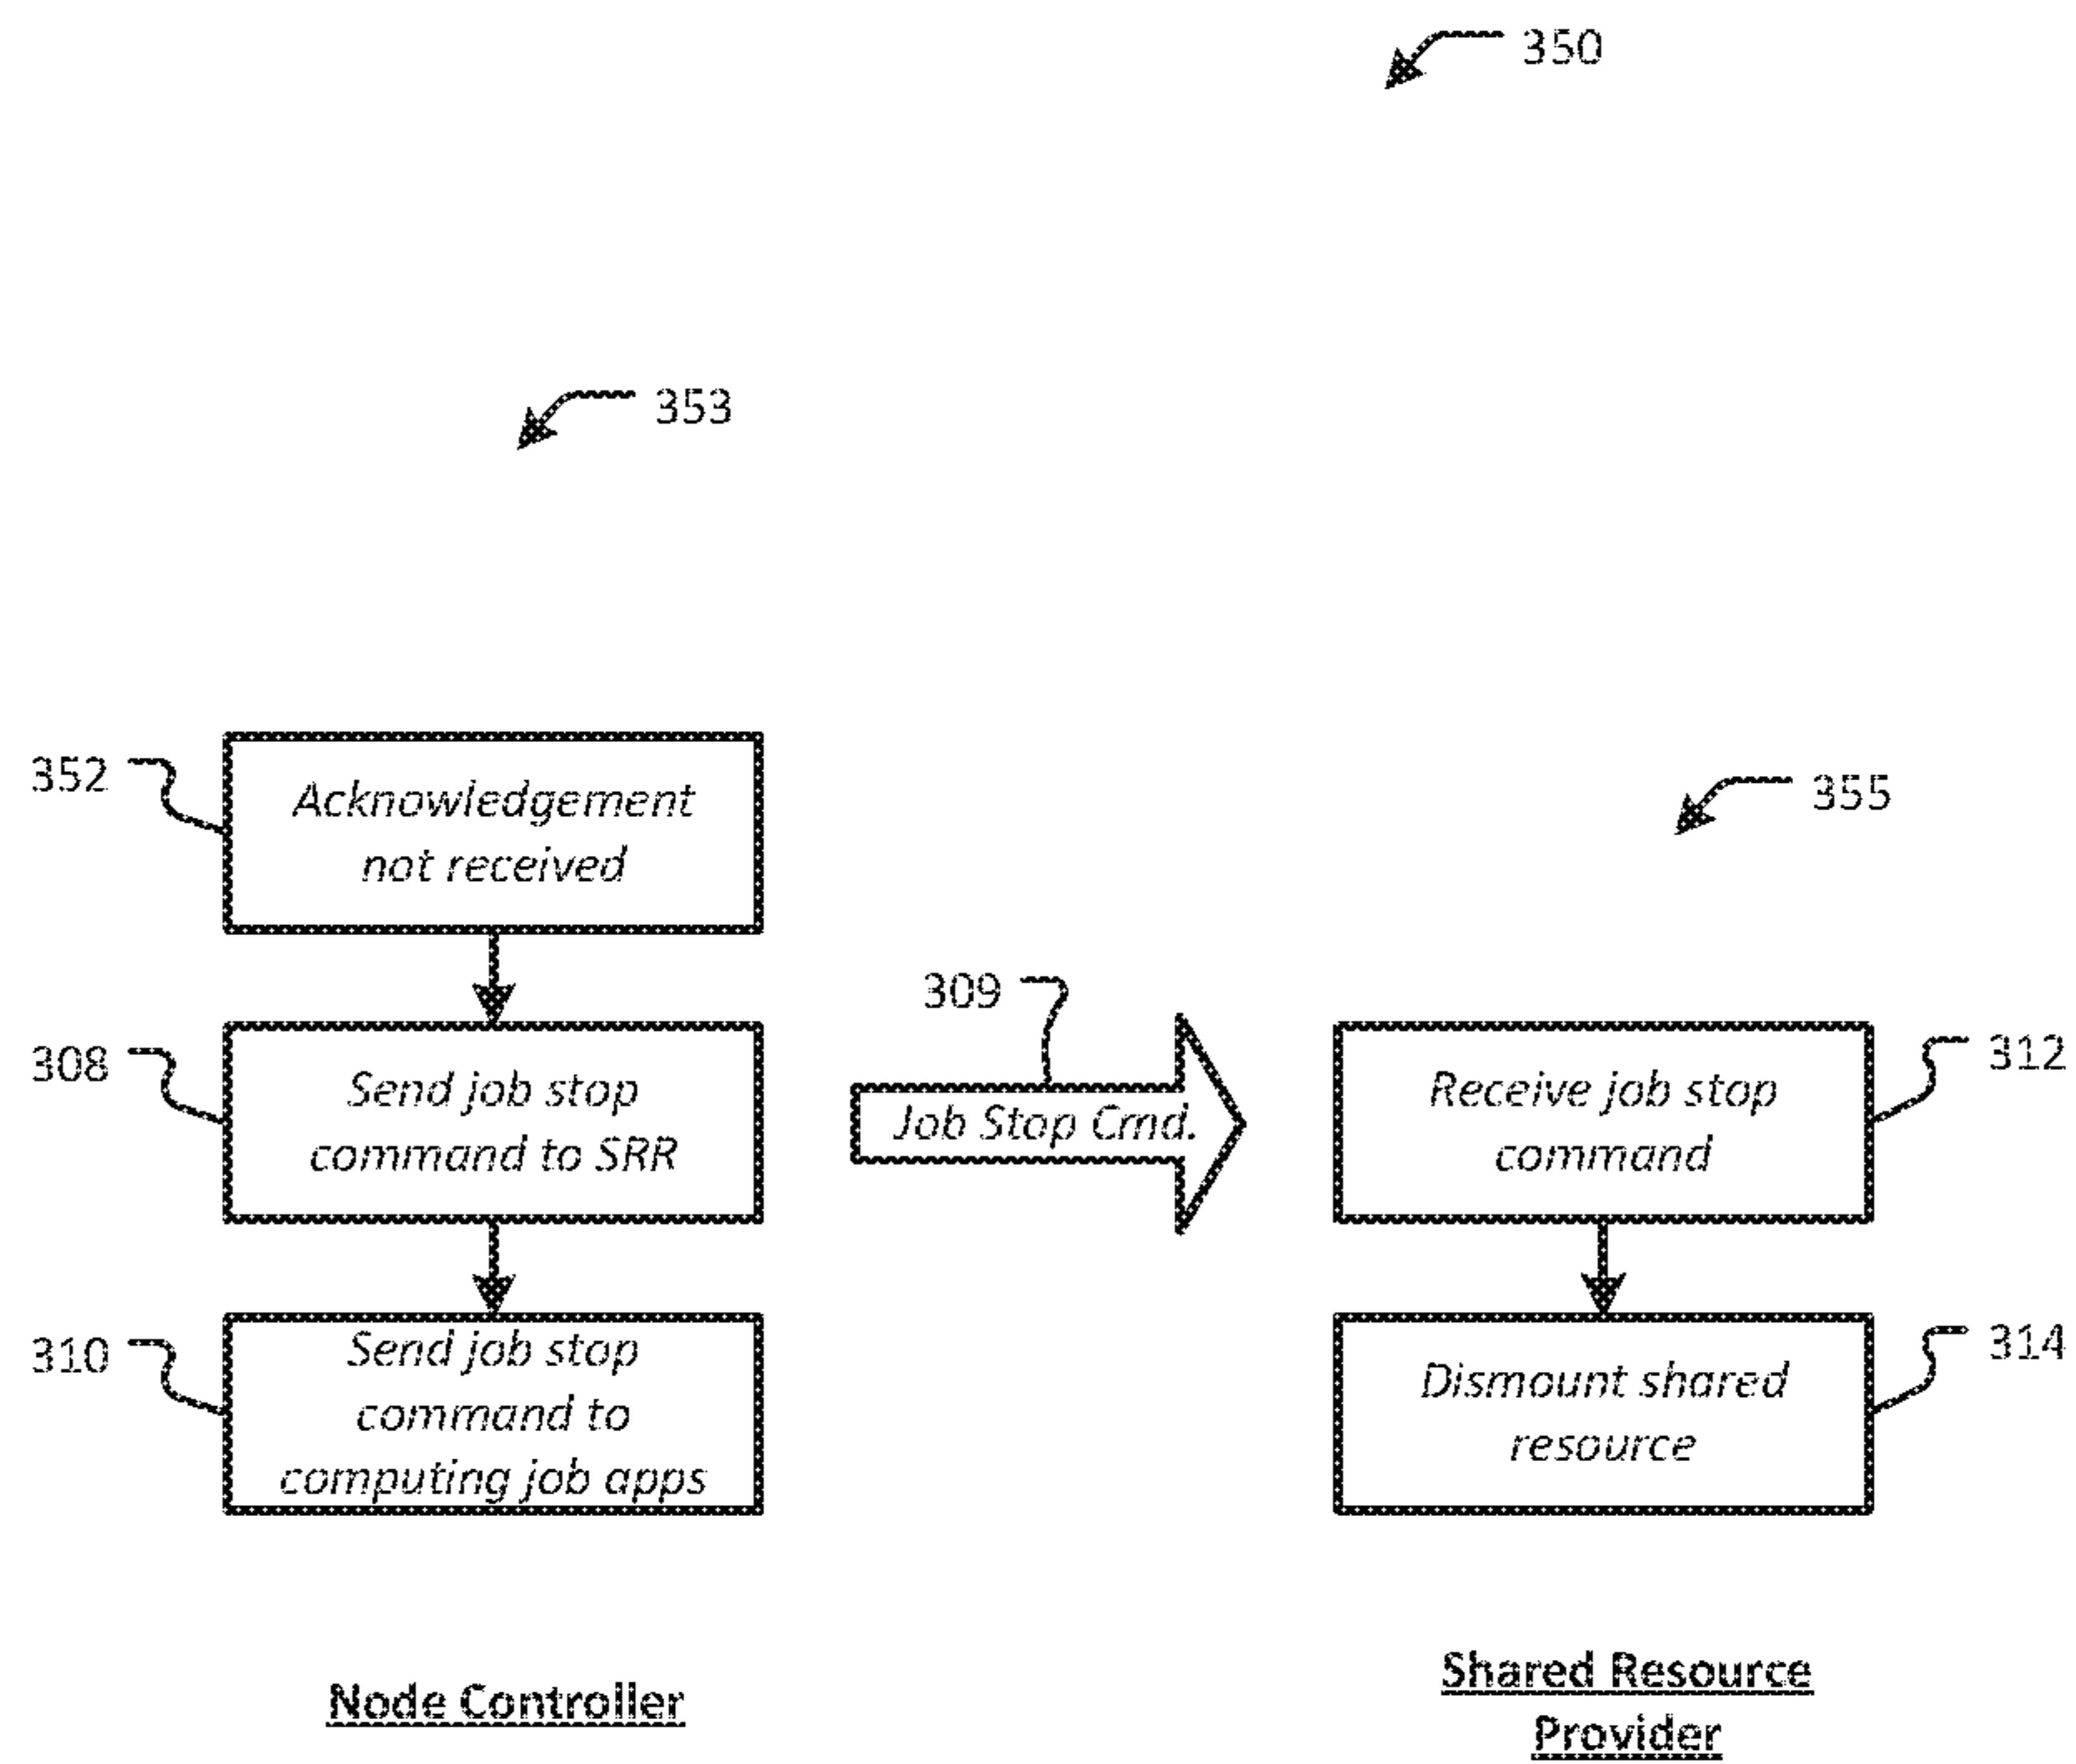 350
353
352
Acknowledgement
not received
355
309
308
Send job stop
command to SRR
Job Stop Cmd.
Receive job stop
command
312
310
Send job stop
command to
computing job apps
Dismount shared
resource
314
Node Controller
Shared Resource
Provider